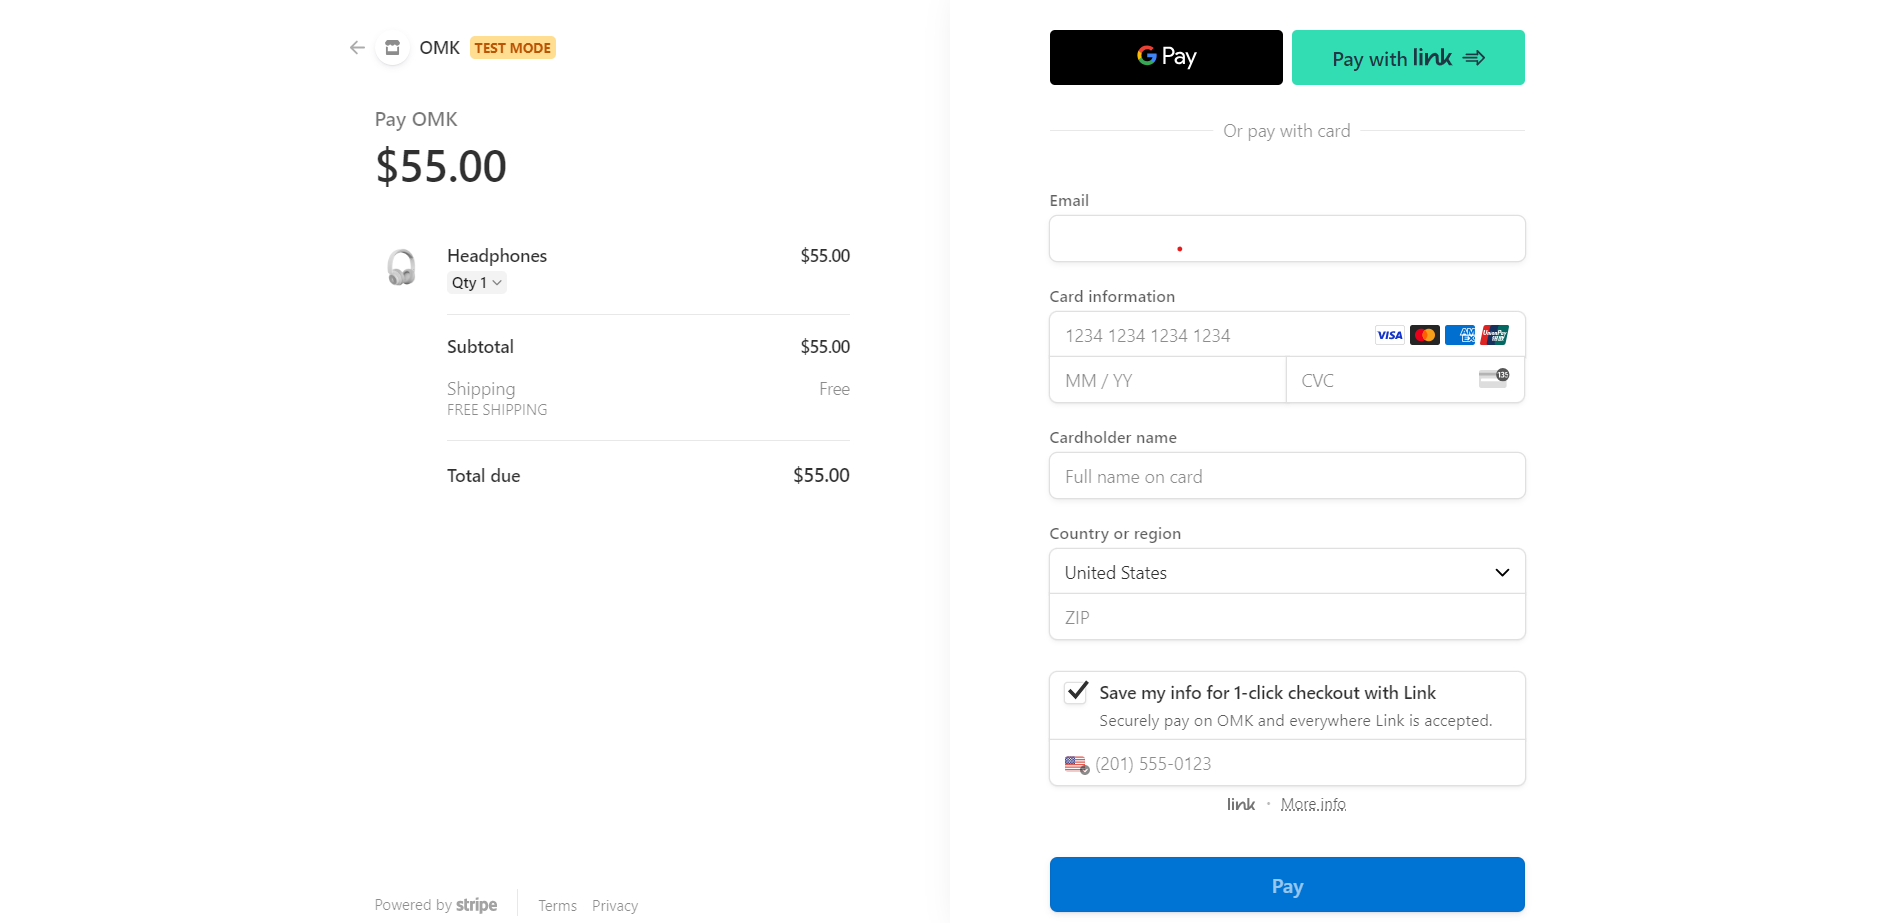 OMK TEST MODE
Pay OMK
$55.00
Headphones $55.00
Qty 1
Subtotal $55.00
Shipping Free
FREE SHIPPING
Total due $55.00
Powered by stripe Terms Privacy
G Pay
Pay with link
Or pay with card
Email
Card information
1234 1234 1234 1234 VISA AMEX UnionPay
MM / YY CVC 135
Cardholder name
Full name on card
Country or region
United States
ZIP
Save my info for 1-click checkout with Link
Securely pay on OMK and everywhere Link is accepted.
(201) 555-0123
link · More info
Pay